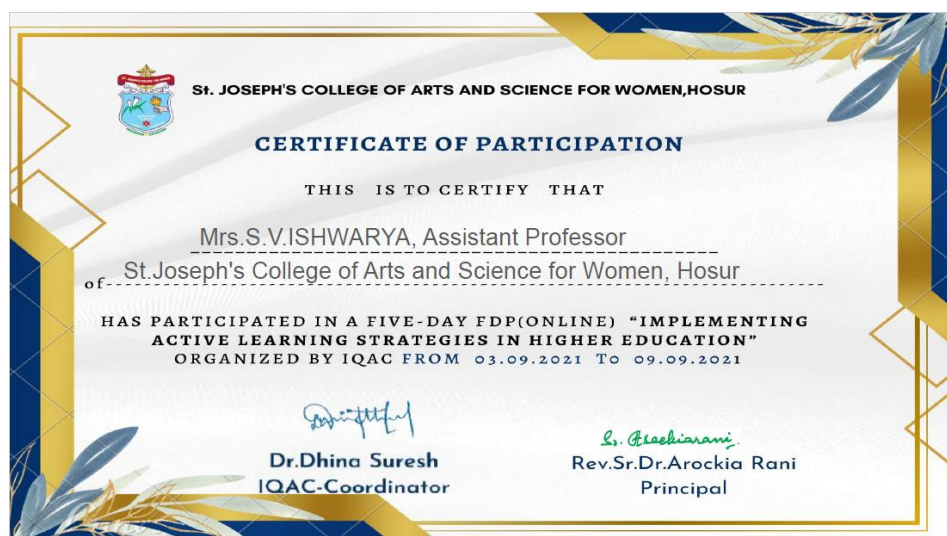 St. JOSEPH'S COLLEGE OF ARTS AND SCIENCE FOR WOMEN,HOSUR
CERTIFICATE OF PARTICIPATION
THIS IS TO CERTIFY THAT
Mrs.S.V.ISHWARYA, Assistant Professor
of St.Joseph's College of Arts and Science for Women, Hosur
HAS PARTICIPATED IN A FIVE-DAY FDP(ONLINE) “IMPLEMENTING
ACTIVE LEARNING STRATEGIES IN HIGHER EDUCATION”
ORGANIZED BY IQAC FROM 03.09.2021 To 09.09.2021
Dr.Dhina Suresh
IQAC-Coordinator
Rev.Sr.Dr.Arockia Rani
Principal